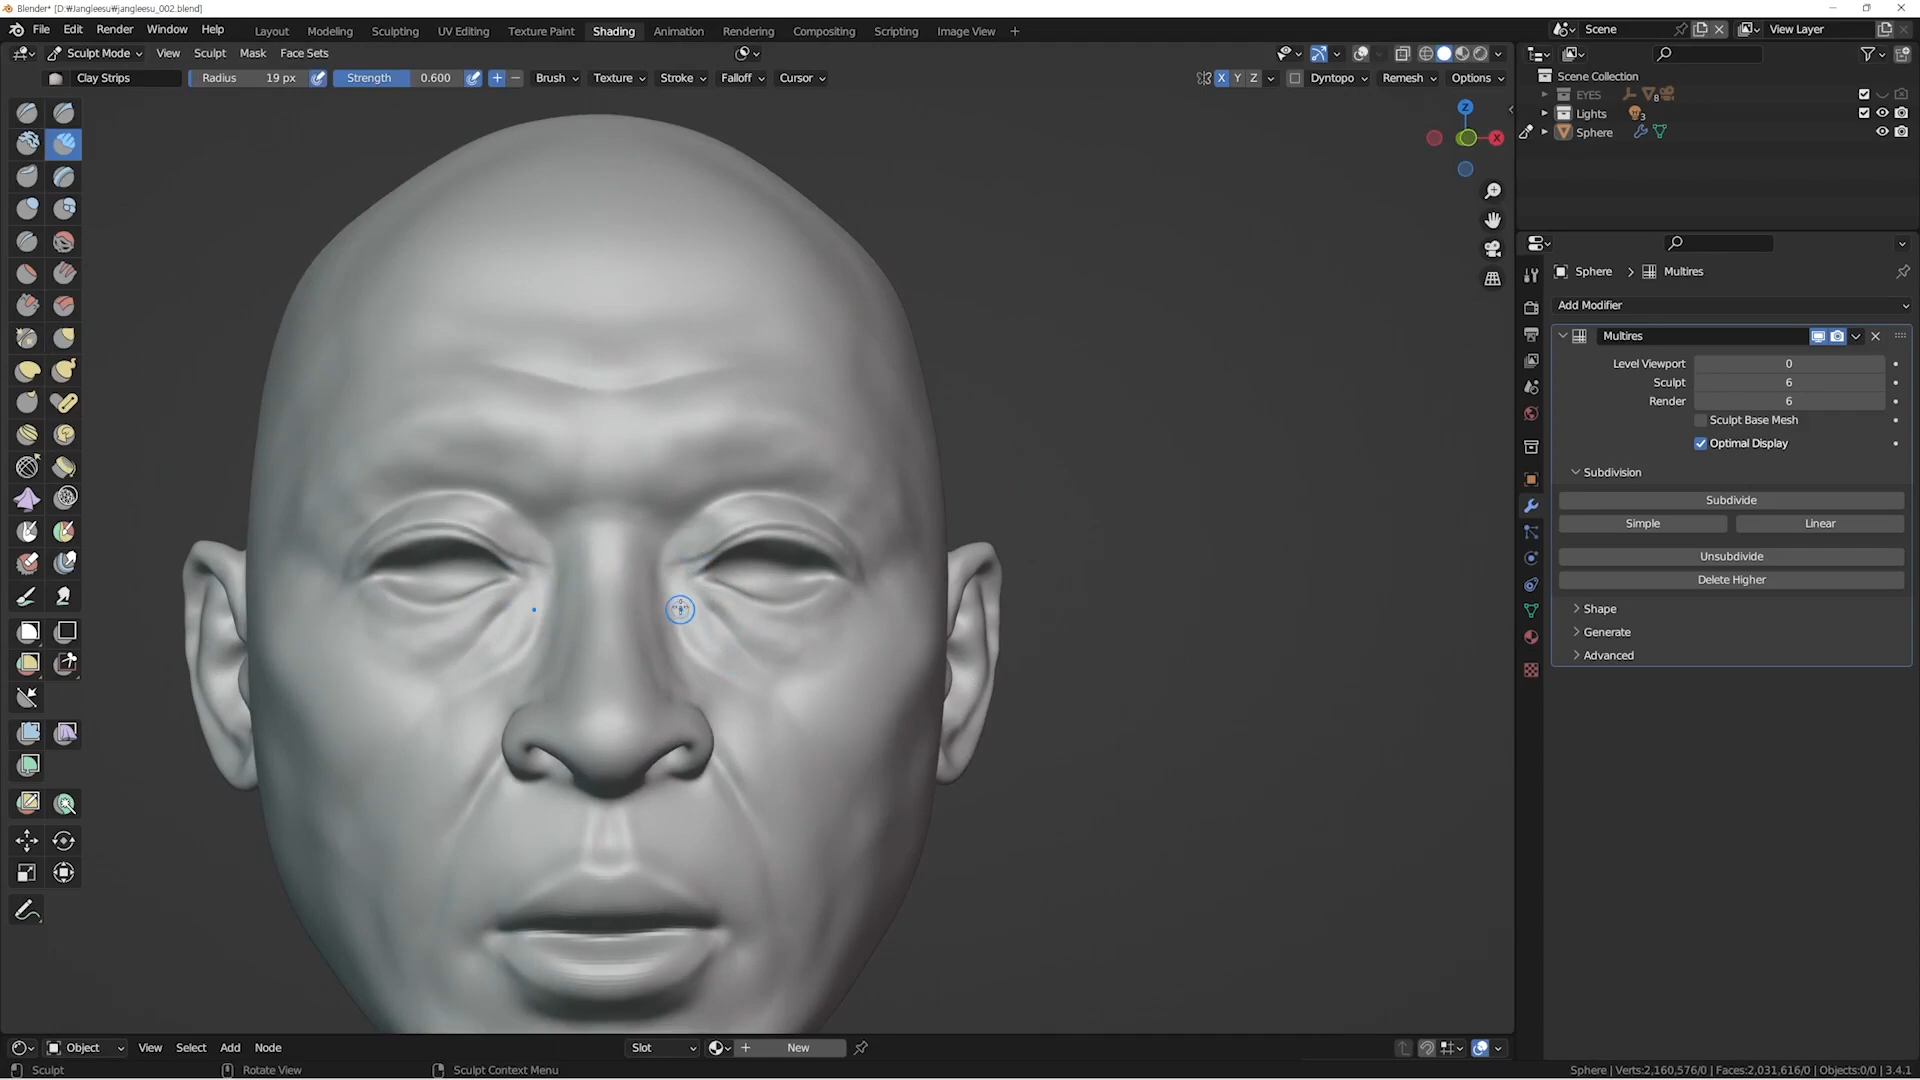 Blender* [D:₩Jangleesu₩jangleesu_002.blend]
File Edit Render Window Help
Layout Modeling Sculpting UV Editing Texture Paint Shading Animation Rendering Compositing Scripting Image View +
Scene View Layer
Sculpt Mode View Sculpt Mask Face Sets
Clay Strips Radius 19 px Strength 0.600 + − Brush Texture Stroke Falloff Cursor
X Y Z Dyntopo Remesh Options
Scene Collection
EYES 8
Lights 3
Sphere
Z
X
Sphere > Multires
Add Modifier
Multires
Level Viewport 0
Sculpt 6
Render 6
Sculpt Base Mesh
Optimal Display
Subdivision
Subdivide
Simple Linear
Unsubdivide
Delete Higher
Shape
Generate
Advanced
Object View Select Add Node Slot + New
Sculpt Rotate View Sculpt Context Menu
Sphere | Verts:2,160,576/0 | Faces:2,031,616/0 | Objects:0/0 | 3.4.1